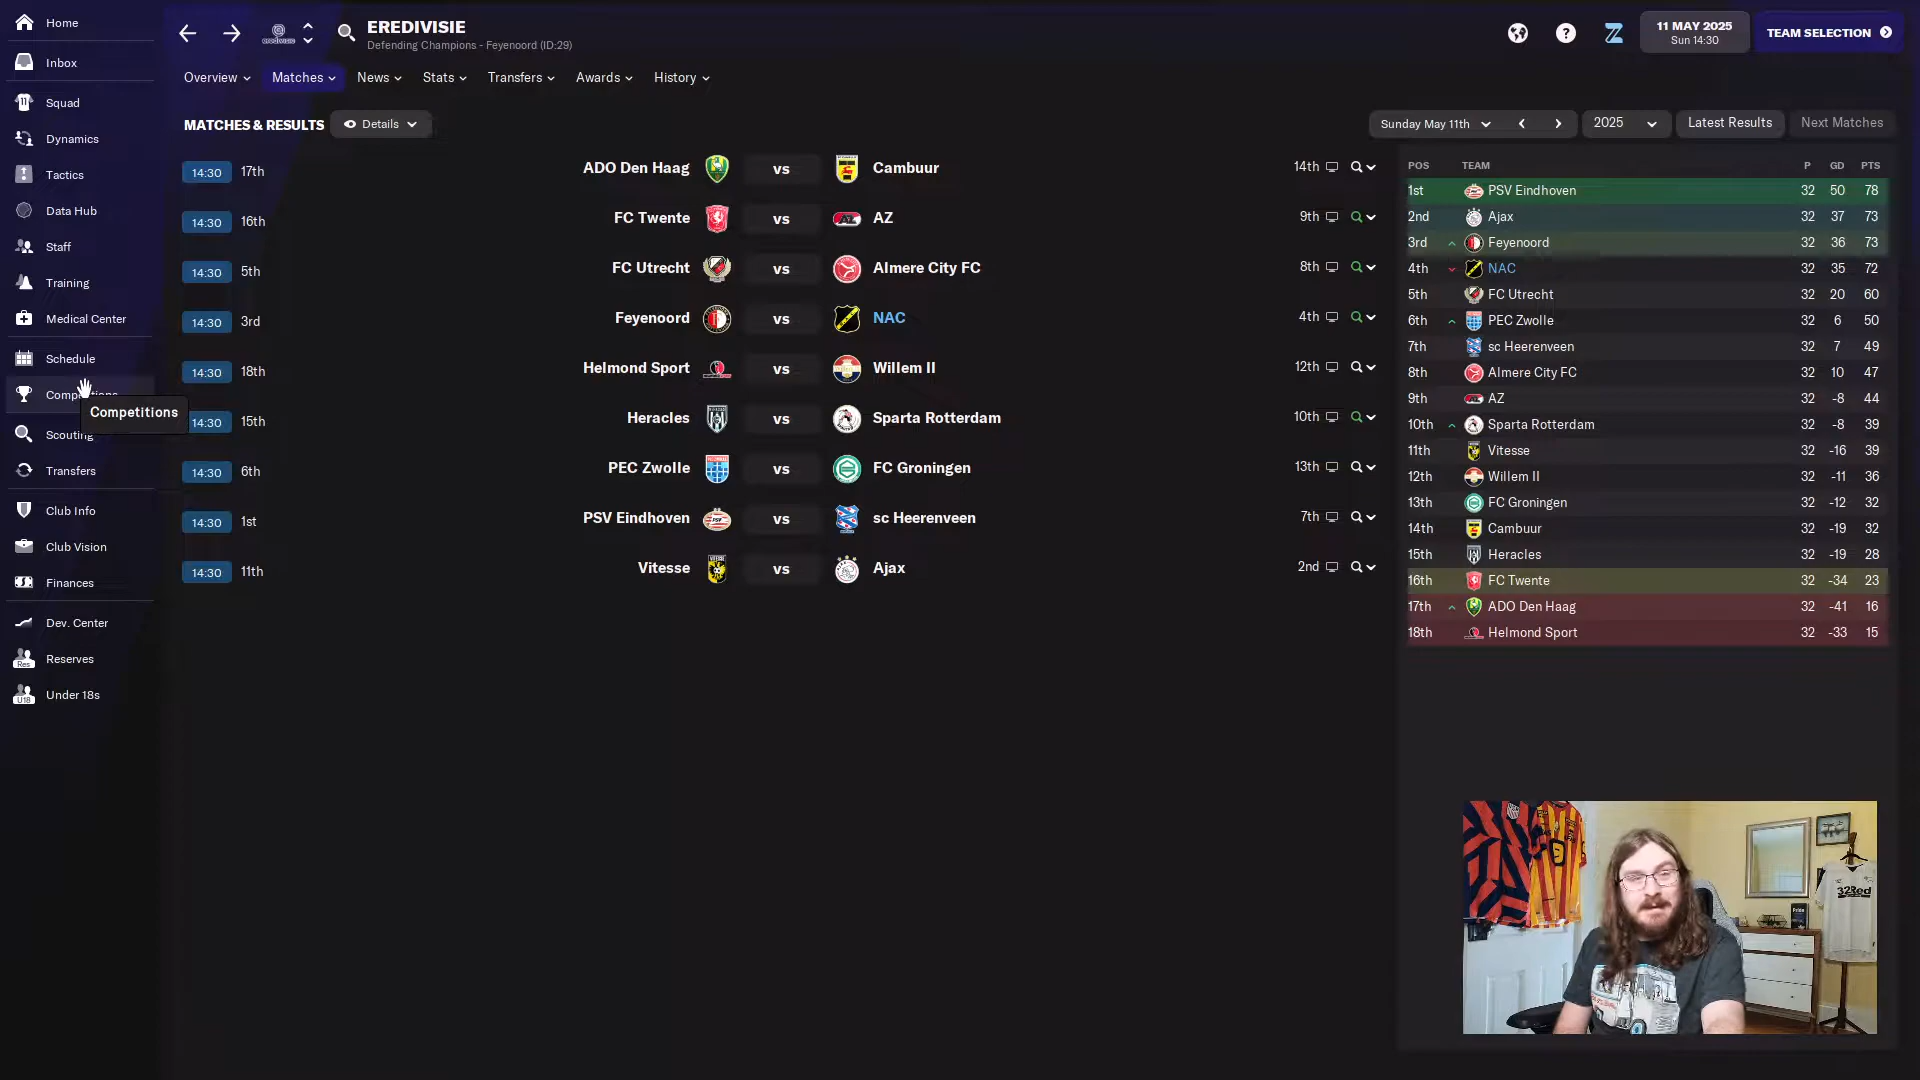 Home
Inbox
Squad
Dynamics
Tactics
Data Hub
Staff
Training
Medical Center
Schedule
Competitions
Scouting
Transfers
Club Info
Club Vision
Finances
Dev. Center
Reserves
Under 18s
EREDIVISIE
Defending Champions - Feyenoord (ID:29)
11 MAY 2025
Sun 14:30
TEAM SELECTION
Overview Matches News Stats Transfers Awards History
MATCHES & RESULTS Details
Sunday May 11th 2025 Latest Results Next Matches
14:30 17th ADO Den Haag vs Cambuur 14th
14:30 16th FC Twente vs AZ 9th
14:30 5th FC Utrecht vs Almere City FC 8th
14:30 3rd Feyenoord vs NAC 4th
14:30 18th Helmond Sport vs Willem II 12th
14:30 15th Heracles vs Sparta Rotterdam 10th
14:30 6th PEC Zwolle vs FC Groningen 13th
14:30 1st PSV Eindhoven vs sc Heerenveen 7th
14:30 11th Vitesse vs Ajax 2nd
POS TEAM P GD PTS
1st PSV Eindhoven 32 50 78
2nd Ajax 32 37 73
3rd Feyenoord 32 36 73
4th NAC 32 35 72
5th FC Utrecht 32 20 60
6th PEC Zwolle 32 6 50
7th sc Heerenveen 32 7 49
8th Almere City FC 32 10 47
9th AZ 32 -8 44
10th Sparta Rotterdam 32 -8 39
11th Vitesse 32 -16 39
12th Willem II 32 -11 36
13th FC Groningen 32 -12 32
14th Cambuur 32 -19 32
15th Heracles 32 -19 28
16th FC Twente 32 -34 23
17th ADO Den Haag 32 -41 16
18th Helmond Sport 32 -33 15
32Red